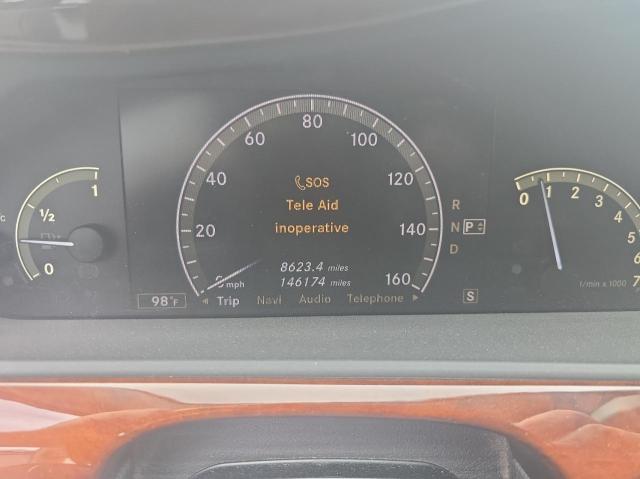 80
60
100
40
120
20
140
160
SOS
Tele Aid
inoperative
8623.4 miles
146174 miles
mph
Trip Navi Audio Telephone
98°F
R
N P
D
S
1
1/2
0
0 1 2 3 4 5 6 7
1/min x 1000